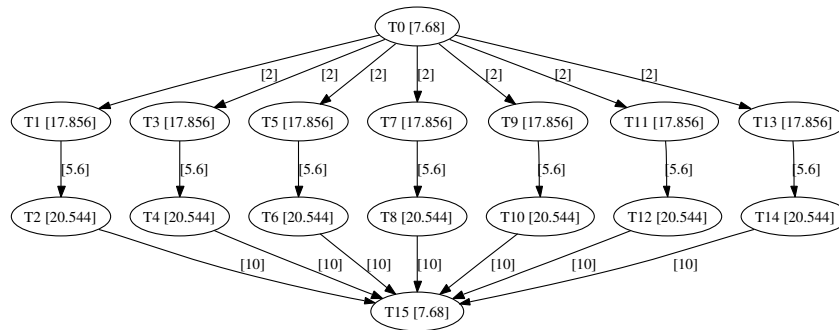 T0 [7.68]
[2] [2] [2] [2] [2] [2] [2]
T1 [17.856] T3 [17.856] T5 [17.856] T7 [17.856] T9 [17.856] T11 [17.856] T13 [17.856]
[5.6] [5.6] [5.6] [5.6] [5.6] [5.6] [5.6]
T2 [20.544] T4 [20.544] T6 [20.544] T8 [20.544] T10 [20.544] T12 [20.544] T14 [20.544]
[10] [10] [10] [10] [10] [10] [10]
T15 [7.68]